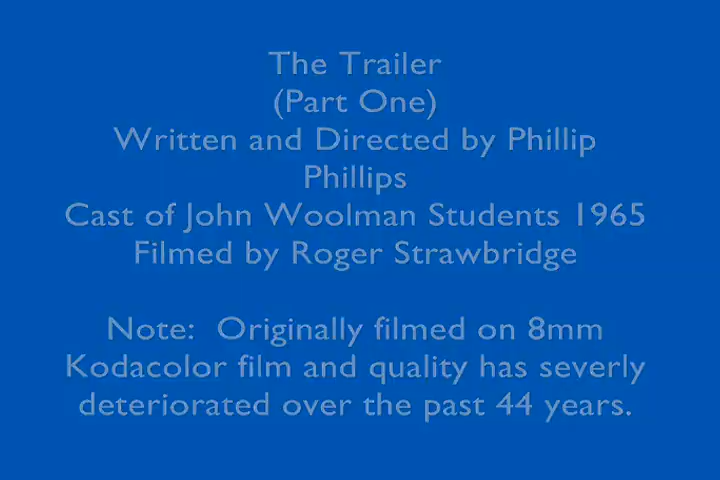 The Trailer
(Part One)
Written and Directed by Phillip
Phillips
Cast of John Woolman Students 1965
Filmed by Roger Strawbridge
Note:  Originally filmed on 8mm
Kodacolor film and quality has severly
deteriorated over the past 44 years.